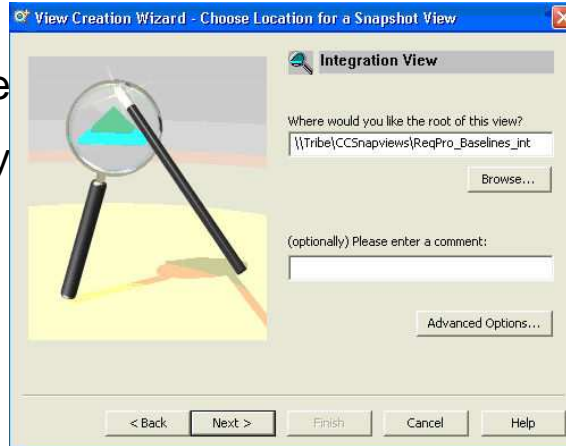 View Creation Wizard - Choose Location for a Snapshot View
Integration View
e
y
Where would you like the root of this view?
\\Tribe\CCSnapviews\ReqPro_Baselines_int
Browse...
(optionally) Please enter a comment:
Advanced Options...
< Back Next > Finish Cancel Help